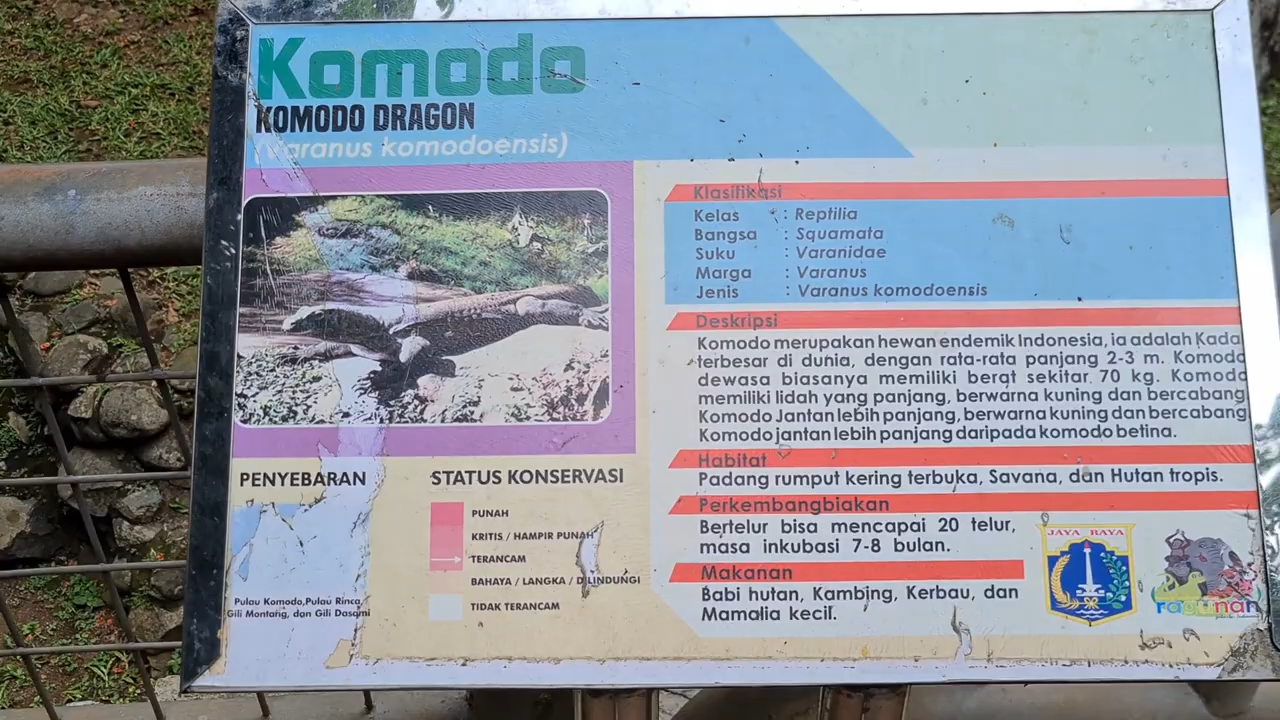 Komodo
KOMODO DRAGON
(Varanus komodoensis)
Klasifikasi
Kelas : Reptilia
Bangsa : Squamata
Suku : Varanidae
Marga : Varanus
Jenis : Varanus komodoensis
Deskripsi
Komodo merupakan hewan endemik Indonesia, ia adalah Kada
terbesar di dunia, dengan rata-rata panjang 2-3 m. Komodo
dewasa biasanya memiliki berat sekitar 70 kg. Komodo
memiliki lidah yang panjang, berwarna kuning dan bercabang
Komodo Jantan lebih panjang, berwarna kuning dan bercabang
Komodo jantan lebih panjang daripada komodo betina.
Habitat
Padang rumput kering terbuka, Savana, dan Hutan tropis.
Perkembangbiakan
Bertelur bisa mencapai 20 telur,
masa inkubasi 7-8 bulan.
Makanan
Babi hutan, Kambing, Kerbau, dan
Mamalia kecil.
PENYEBARAN
Pulau Komodo,Pulau Rinca,
Gili Montang, dan Gili Dasami
STATUS KONSERVASI
PUNAH
KRITIS / HAMPIR PUNAH
TERANCAM
BAHAYA / LANGKA / DILINDUNGI
TIDAK TERANCAM
JAYA RAYA
ragunan